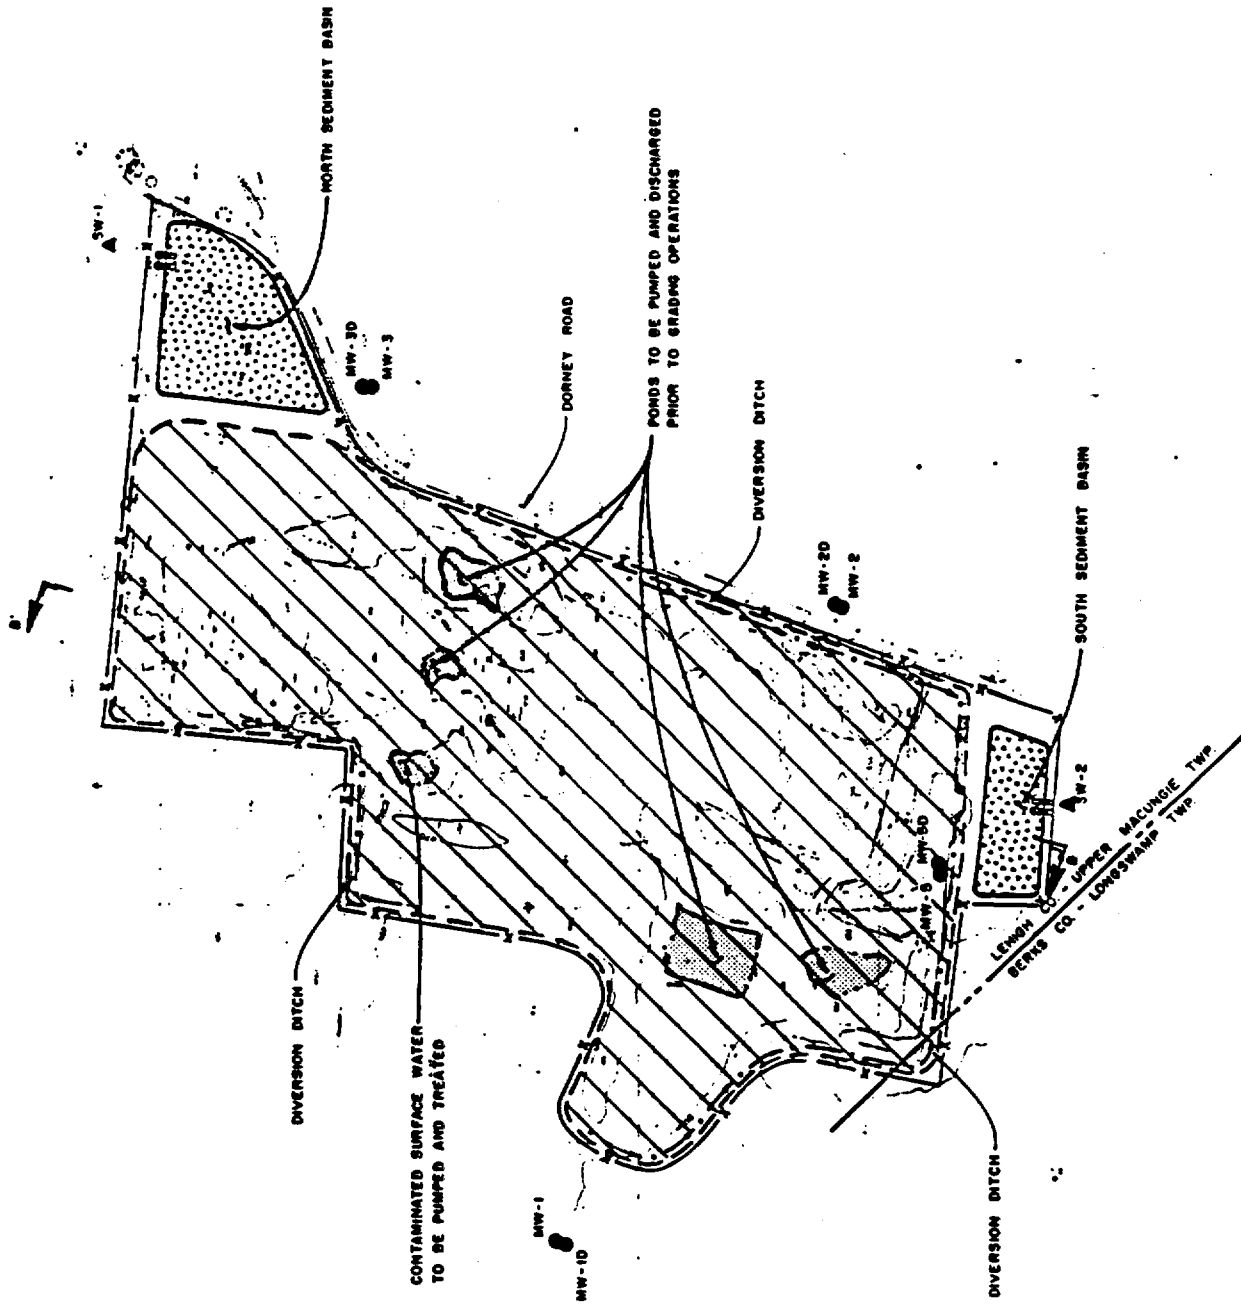 SW-1
NORTH SEDIMENT BASIN
MW-3D
MW-3
DORNEY ROAD
PONDS TO BE PUMPED AND DISCHARGED
PRIOR TO GRADING OPERATIONS
DIVERSION DITCH
B'
MW-2D
MW-2
SOUTH SEDIMENT BASIN
SW-2
MW-5D
MW-5
B
LEHIGH CO. - UPPER MACUNGIE TWP
BERKS CO. - LONGSWAMP TWP.
DIVERSION DITCH
CONTAMINATED SURFACE WATER
TO BE PUMPED AND TREATED
MW-1
MW-1D
DIVERSION DITCH